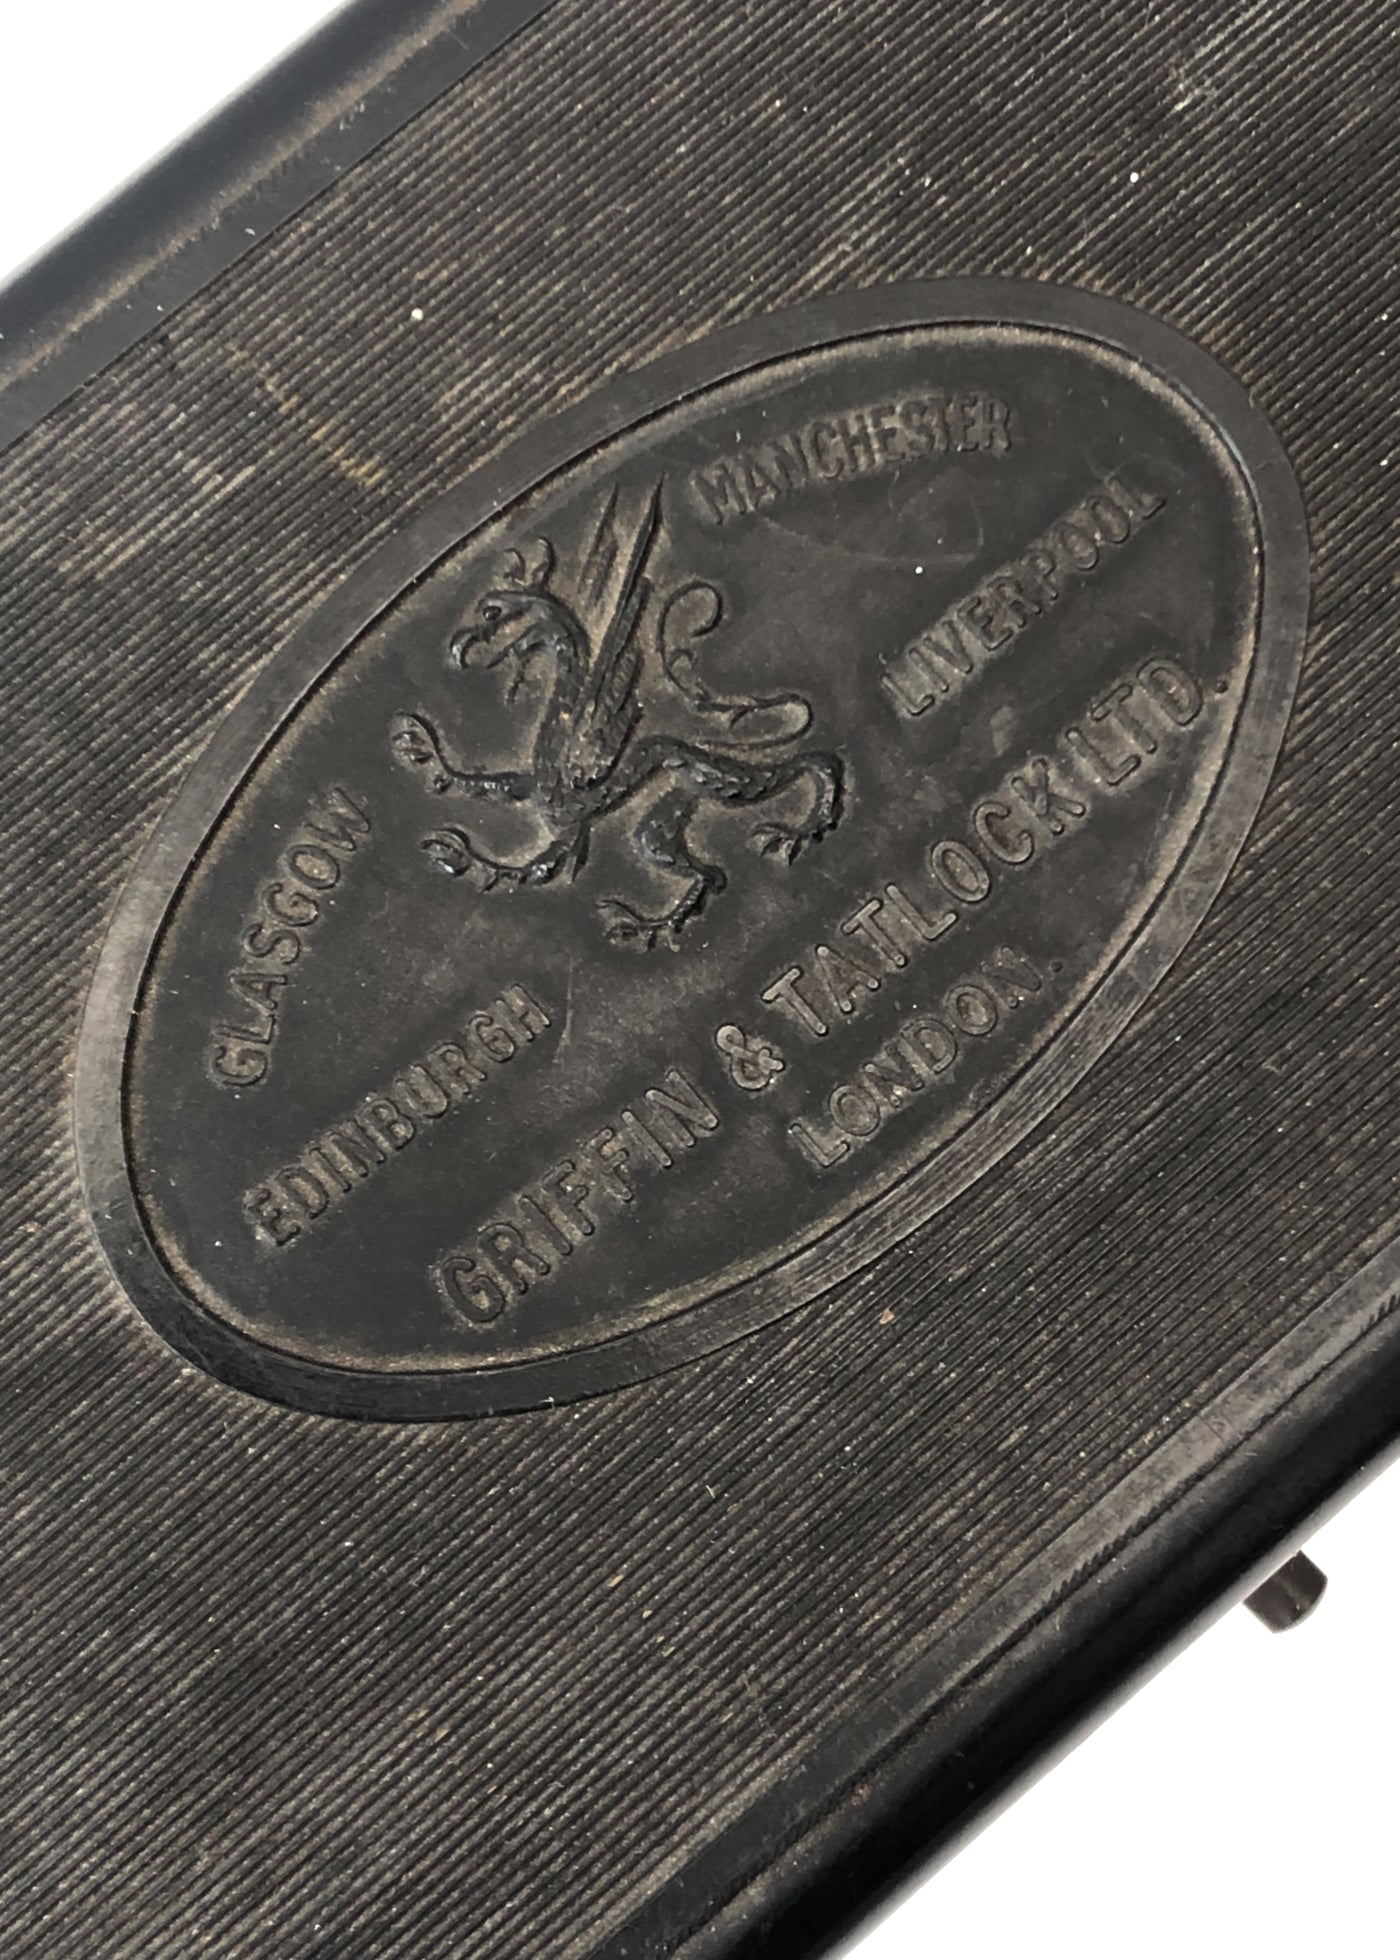 GLASGOW
MANCHESTER
EDINBURGH
LIVERPOOL
GRIFFIN & TATLOCK LTD.
LONDON.